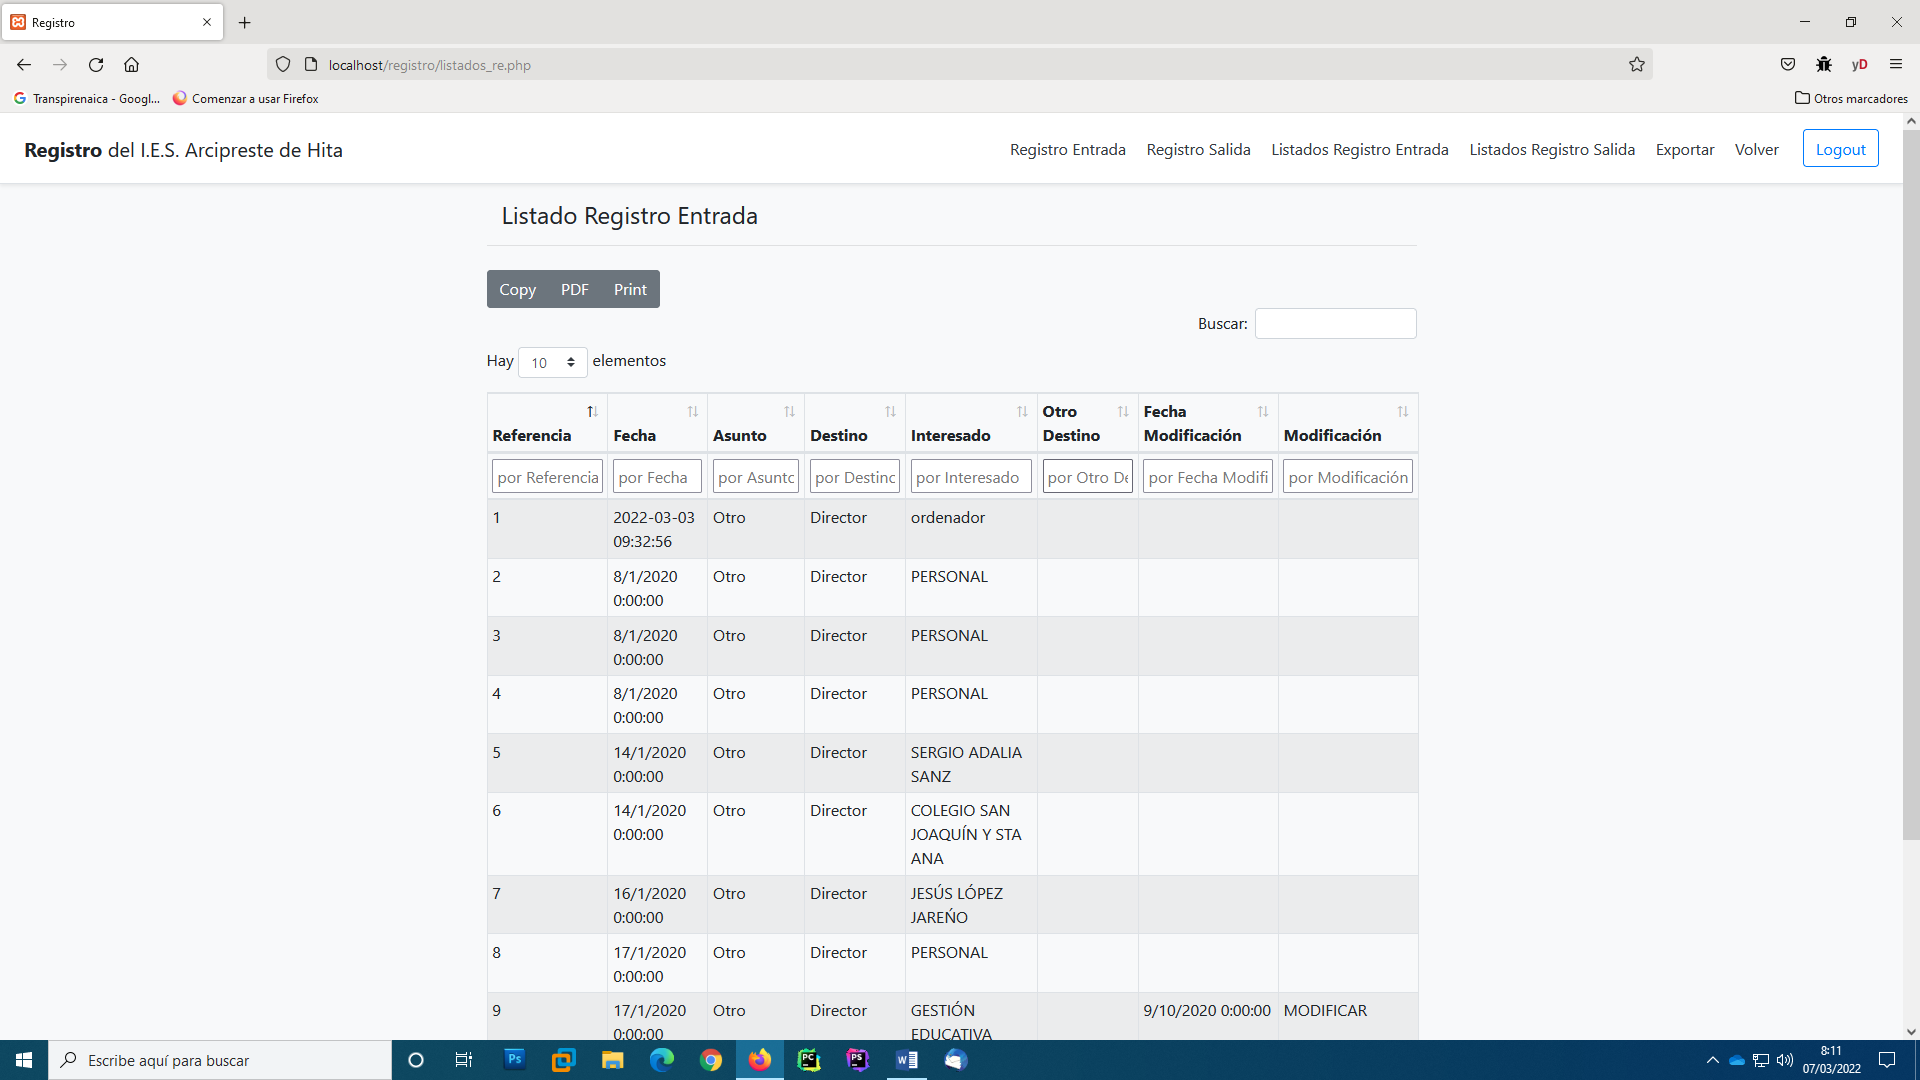 Registro
localhost/registro/listados_re.php
yD
Transpirenaica - Googl...
Comenzar a usar Firefox
Otros marcadores
Registro del I.E.S. Arcipreste de Hita
Registro Entrada
Registro Salida
Listados Registro Entrada
Listados Registro Salida
Exportar
Volver
Logout
Listado Registro Entrada
Copy
PDF
Print
Buscar:
Hay 10 elementos
Referencia
Fecha
Asunto
Destino
Interesado
Otro
Destino
Fecha
Modificación
Modificación
por Referencia
por Fecha
por Asunto
por Destino
por Interesado
por Otro De
por Fecha Modifi
por Modificación
1
2022-03-03
09:32:56
Otro
Director
ordenador
2
8/1/2020
0:00:00
Otro
Director
PERSONAL
3
8/1/2020
0:00:00
Otro
Director
PERSONAL
4
8/1/2020
0:00:00
Otro
Director
PERSONAL
5
14/1/2020
0:00:00
Otro
Director
SERGIO ADALIA
SANZ
6
14/1/2020
0:00:00
Otro
Director
COLEGIO SAN
JOAQUÍN Y STA
ANA
7
16/1/2020
0:00:00
Otro
Director
JESÚS LÓPEZ
JAREŃO
8
17/1/2020
0:00:00
Otro
Director
PERSONAL
9
17/1/2020
0:00:00
Otro
Director
GESTIÓN
EDUCATIVA
9/10/2020 0:00:00
MODIFICAR
Escribe aquí para buscar
Ps
PC
PS
W
8:11
07/03/2022